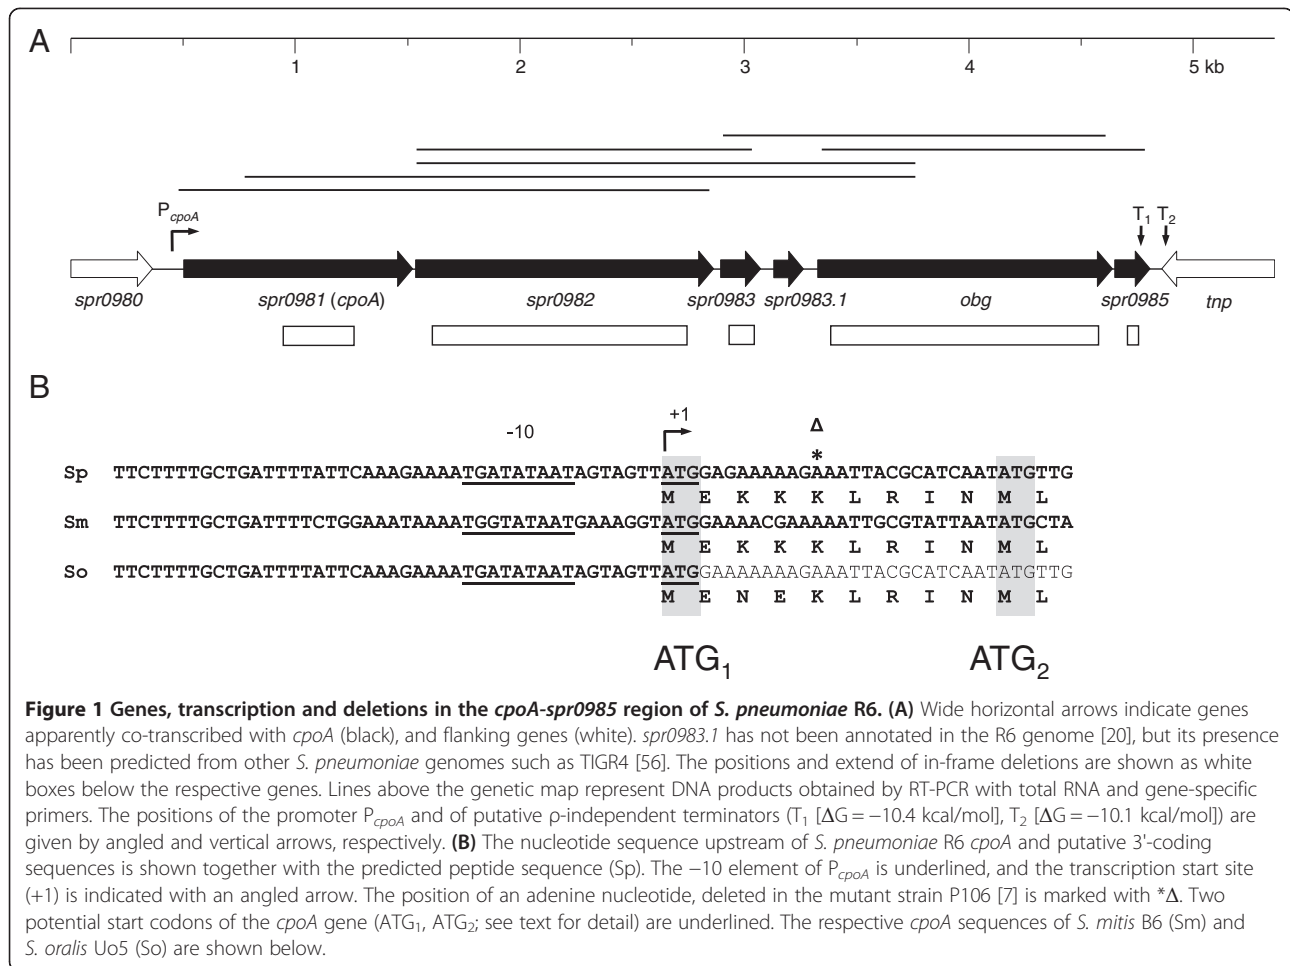 A
1 2 3 4 5 kb
PcpoA T1 T2
spr0980 spr0981 (cpoA) spr0982 spr0983 spr0983.1 obg spr0985 tnp
B
-10 +1 Δ
*
Sp TTCTTTTGCTGATTTTATTCAAAGAAAATGATATAATAGTAGTTATGGAGAAAAAGAAATTACGCATCAATATGTTG
M E K K K L R I N M L
Sm TTCTTTTGCTGATTTTCTGGAAATAAAATGGTATAATGAAAGGTATGGAAAACGAAAAATTGCGTATTAATATGCTA
M E K K K L R I N M L
So TTCTTTTGCTGATTTTATTCAAAGAAAATGATATAATAGTAGTTATGGAAAAAAAGAAATTACGCATCAATATGTTG
M E N E K L R I N M L
ATG1 ATG2
Figure 1 Genes, transcription and deletions in the cpoA-spr0985 region of S. pneumoniae R6. (A) Wide horizontal arrows indicate genes
apparently co-transcribed with cpoA (black), and flanking genes (white). spr0983.1 has not been annotated in the R6 genome [20], but its presence
has been predicted from other S. pneumoniae genomes such as TIGR4 [56]. The positions and extend of in-frame deletions are shown as white
boxes below the respective genes. Lines above the genetic map represent DNA products obtained by RT-PCR with total RNA and gene-specific
primers. The positions of the promoter PcpoA and of putative ρ-independent terminators (T1 [ΔG = −10.4 kcal/mol], T2 [ΔG = −10.1 kcal/mol]) are
given by angled and vertical arrows, respectively. (B) The nucleotide sequence upstream of S. pneumoniae R6 cpoA and putative 3'-coding
sequences is shown together with the predicted peptide sequence (Sp). The −10 element of PcpoA is underlined, and the transcription start site
(+1) is indicated with an angled arrow. The position of an adenine nucleotide, deleted in the mutant strain P106 [7] is marked with *Δ. Two
potential start codons of the cpoA gene (ATG1, ATG2; see text for detail) are underlined. The respective cpoA sequences of S. mitis B6 (Sm) and
S. oralis Uo5 (So) are shown below.